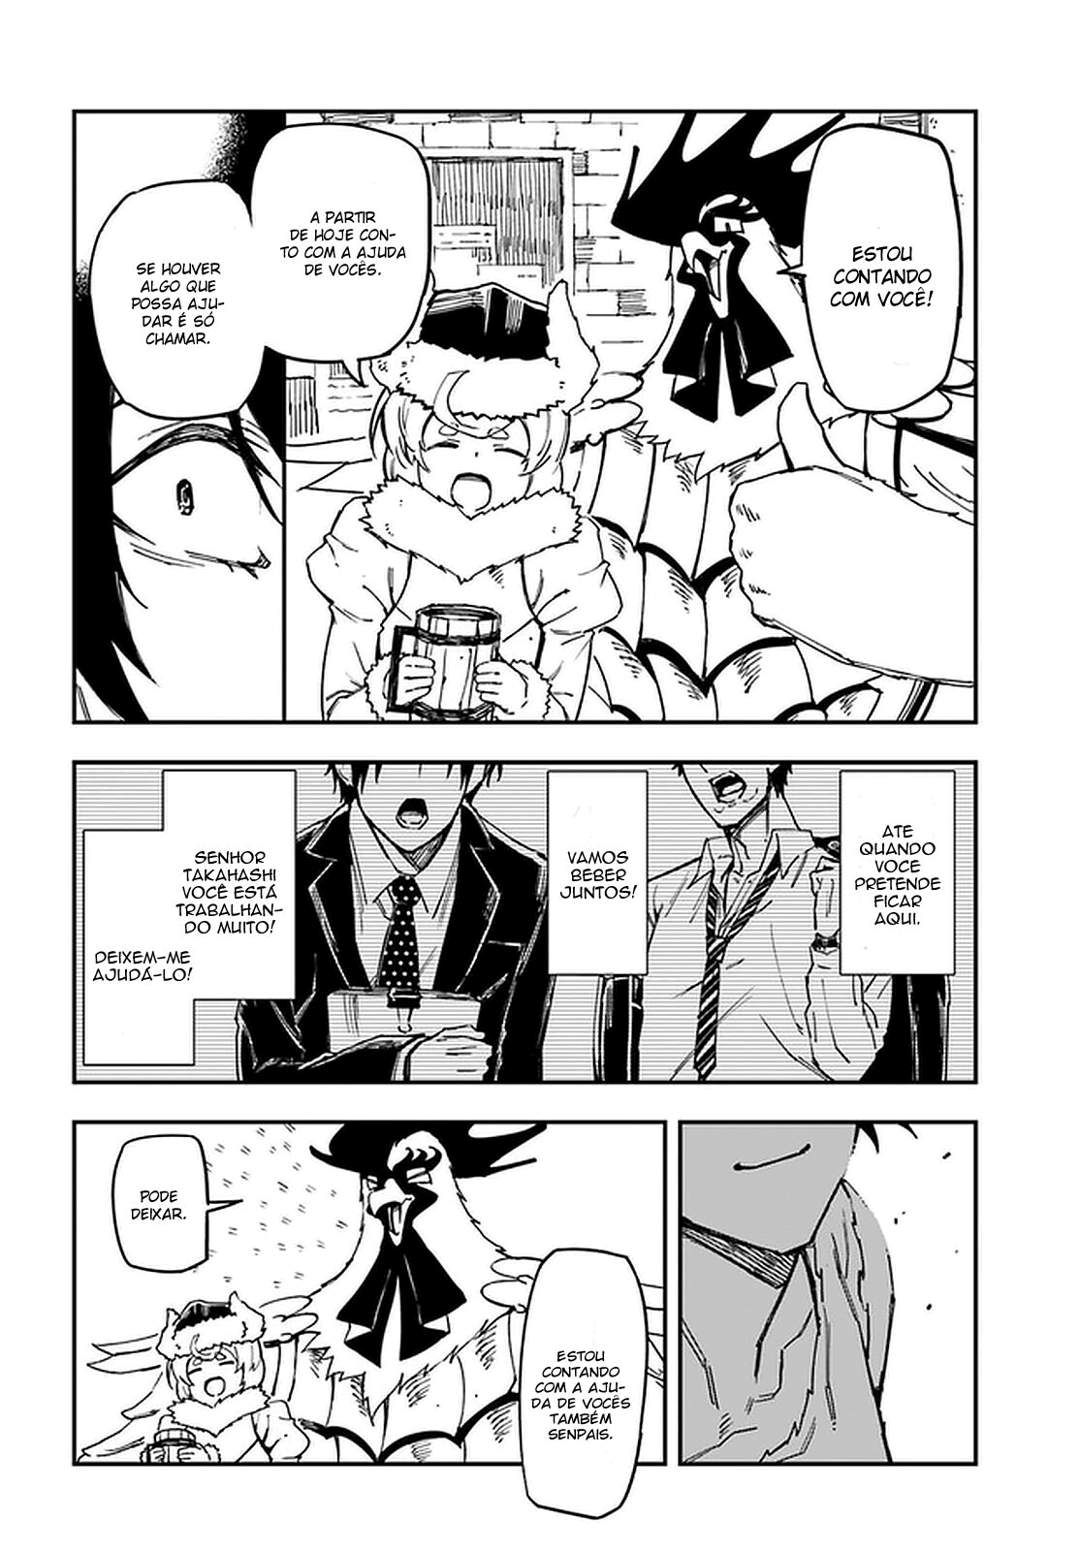 ESTOU
CONTANDO
COM VOCÊ!
A PARTIR
DE HOJE CON-
TO COM A AJUDA
DE VOCÊS.
SE HOUVER
ALGO QUE
POSSA AJU-
DAR É SÓ
CHAMAR.
ATE
QUANDO
VOCE
PRETENDE
FICAR
AQUI.
VAMOS
BEBER
JUNTOS!
SENHOR
TAKAHASHI
VOCÊ ESTÁ
TRABALHAN-
DO MUITO!
DEIXEM-ME
AJUDÁ-LO!
ESTOU
CONTANDO
COM A AJU-
DA DE VOCÊS
TAMBÉM
SENPAIS.
PODE
DEIXAR.